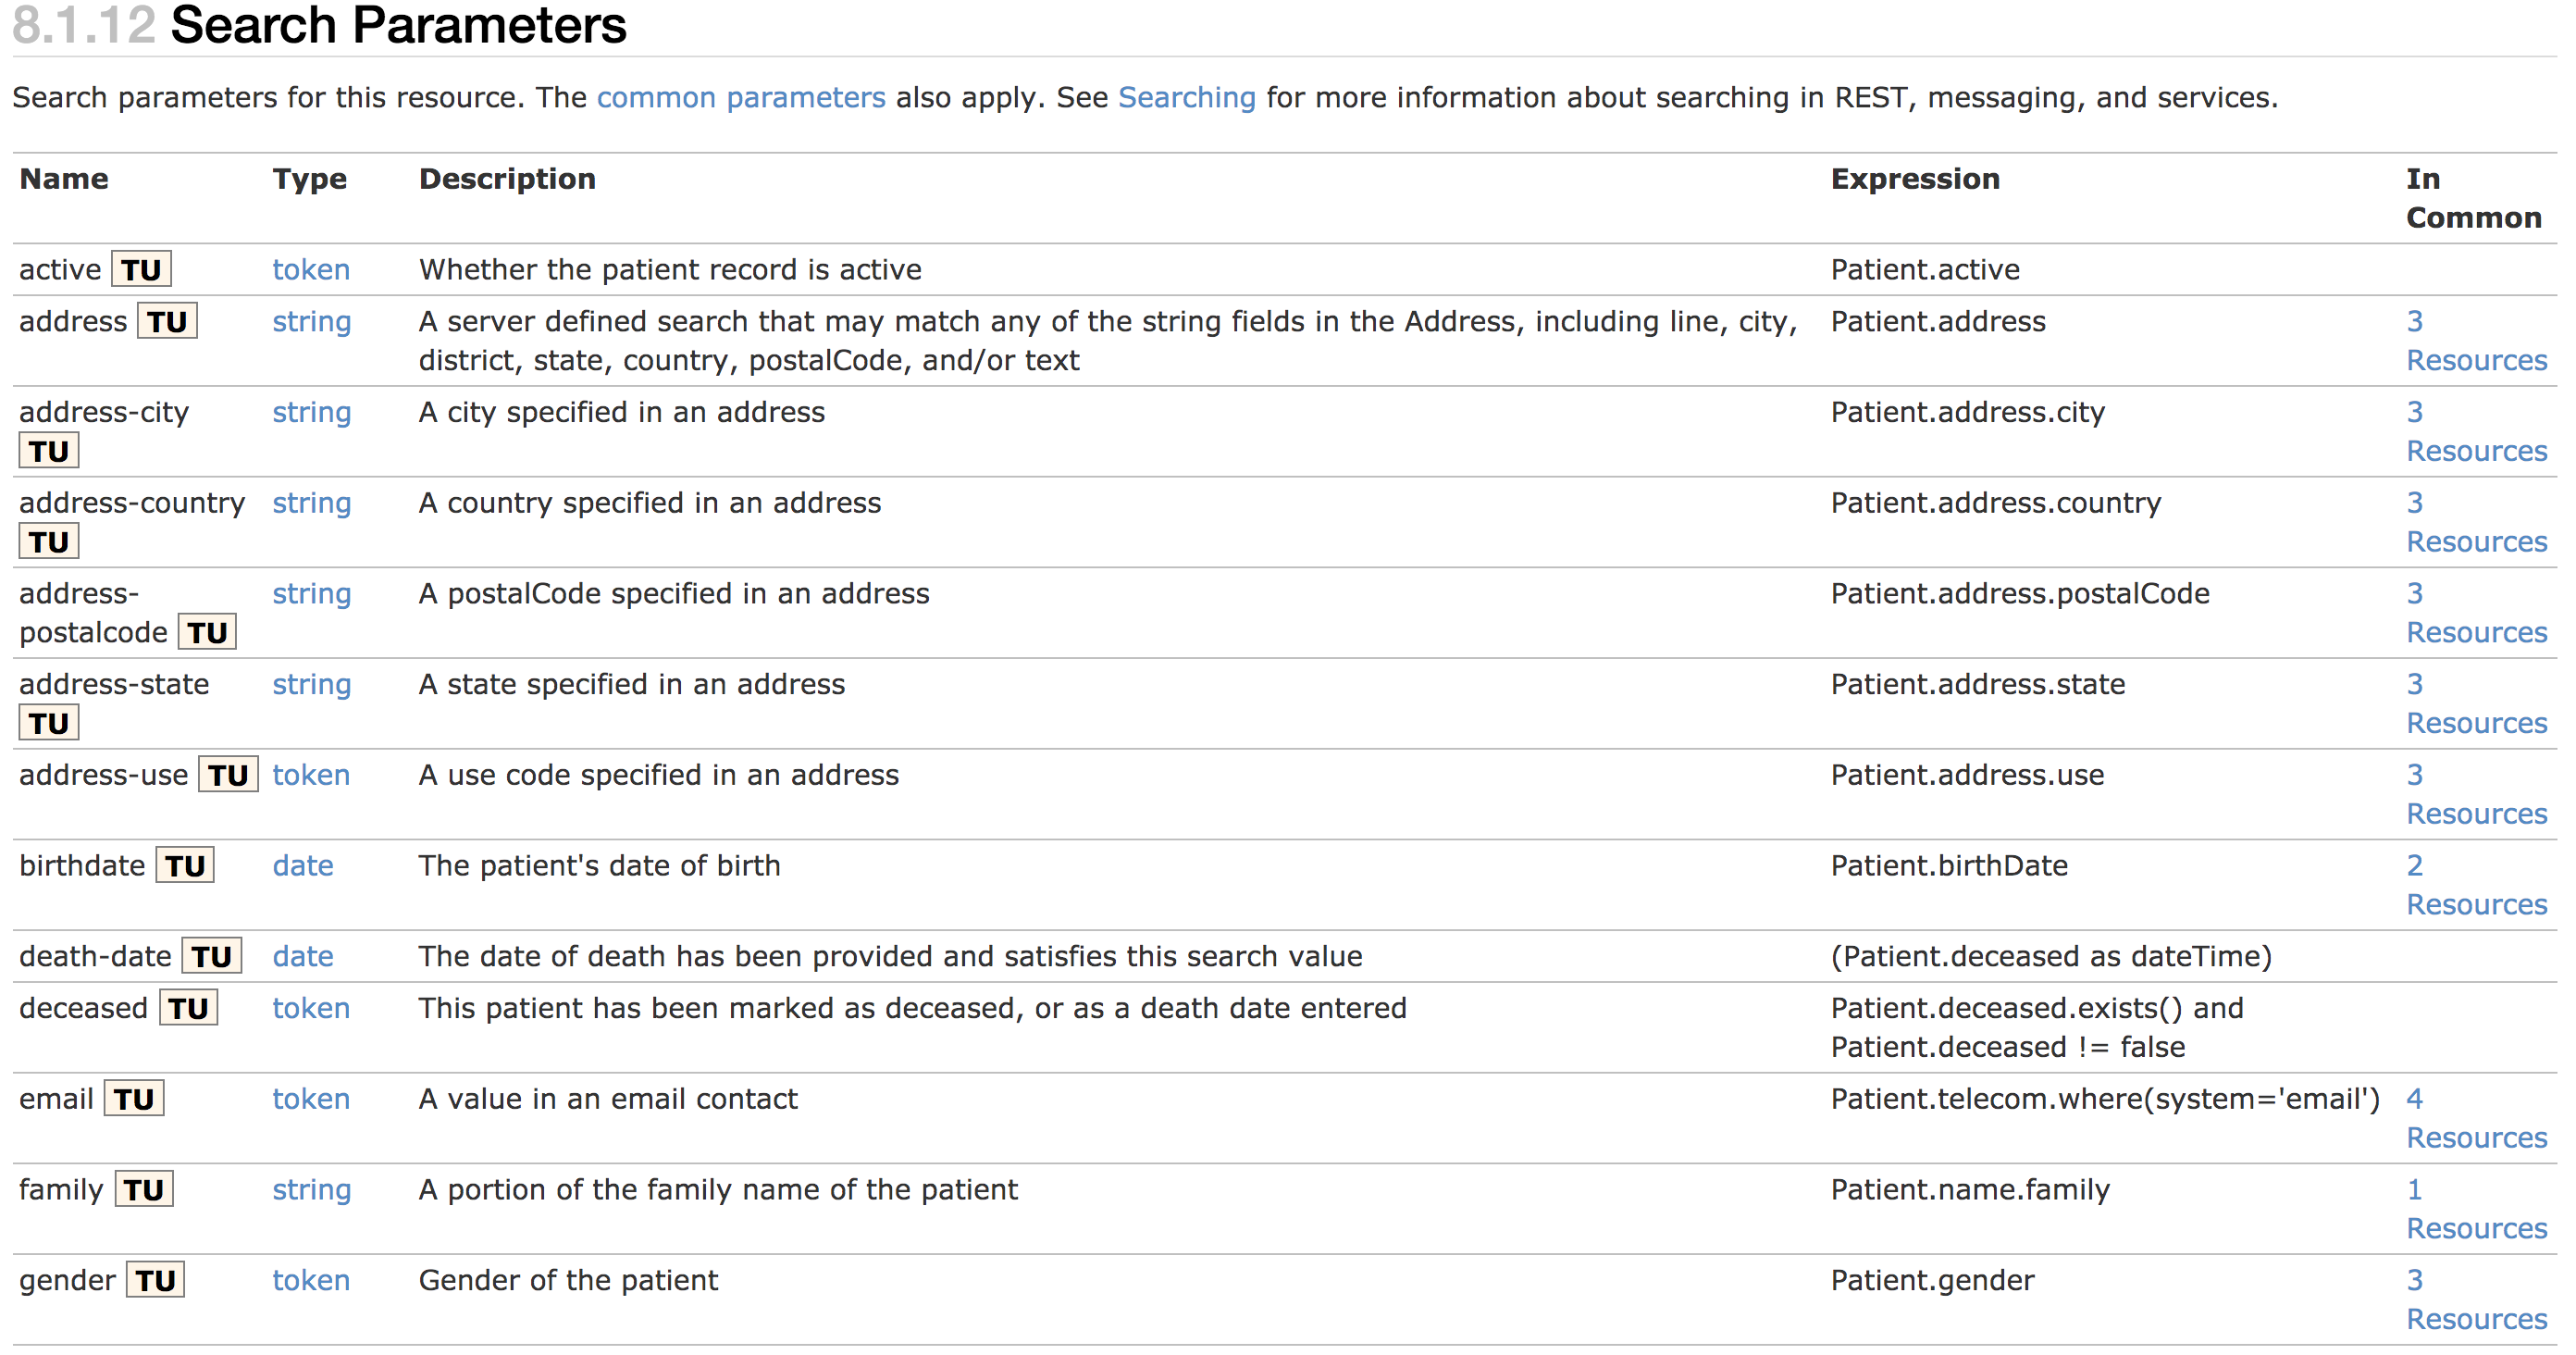 8.1.12 Search Parameters
Search parameters for this resource. The common parameters also apply. See Searching for more information about searching in REST, messaging, and services.
Name Type Description Expression In
Common
active TU token Whether the patient record is active Patient.active
address TU string A server defined search that may match any of the string fields in the Address, including line, city, Patient.address 3
district, state, country, postalCode, and/or text Resources
address-city string A city specified in an address Patient.address.city 3
TU Resources
address-country string A country specified in an address Patient.address.country 3
TU Resources
address- string A postalCode specified in an address Patient.address.postalCode 3
postalcode TU Resources
address-state string A state specified in an address Patient.address.state 3
TU Resources
address-use TU token A use code specified in an address Patient.address.use 3
Resources
birthdate TU date The patient's date of birth Patient.birthDate 2
Resources
death-date TU date The date of death has been provided and satisfies this search value (Patient.deceased as dateTime)
deceased TU token This patient has been marked as deceased, or as a death date entered Patient.deceased.exists() and
Patient.deceased != false
email TU token A value in an email contact Patient.telecom.where(system='email') 4
Resources
family TU string A portion of the family name of the patient Patient.name.family 1
Resources
gender TU token Gender of the patient Patient.gender 3
Resources